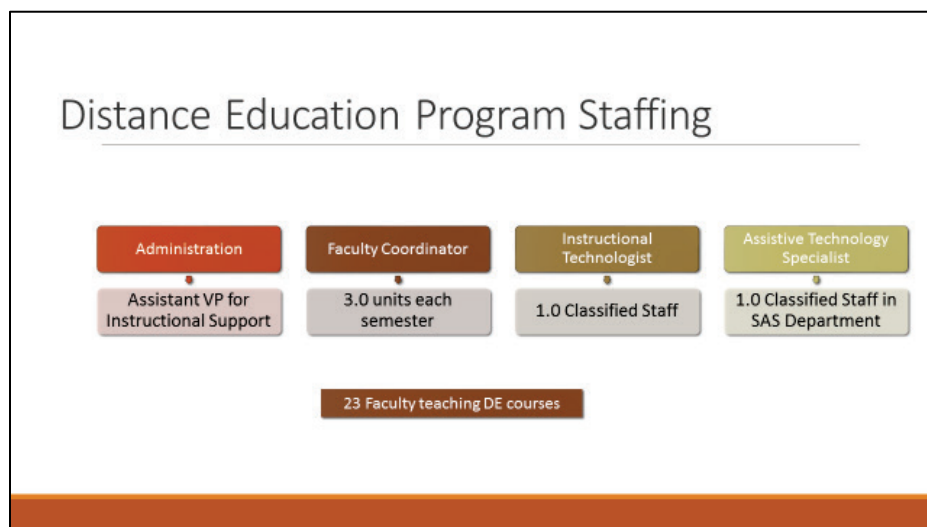 Distance Education Program Staffing
Administration
Assistant VP for
Instructional Support
Faculty Coordinator
3.0 units each
semester
Instructional
Technologist
1.0 Classified Staff
Assistive Technology
Specialist
1.0 Classified Staff in
SAS Department
23 Faculty teaching DE courses